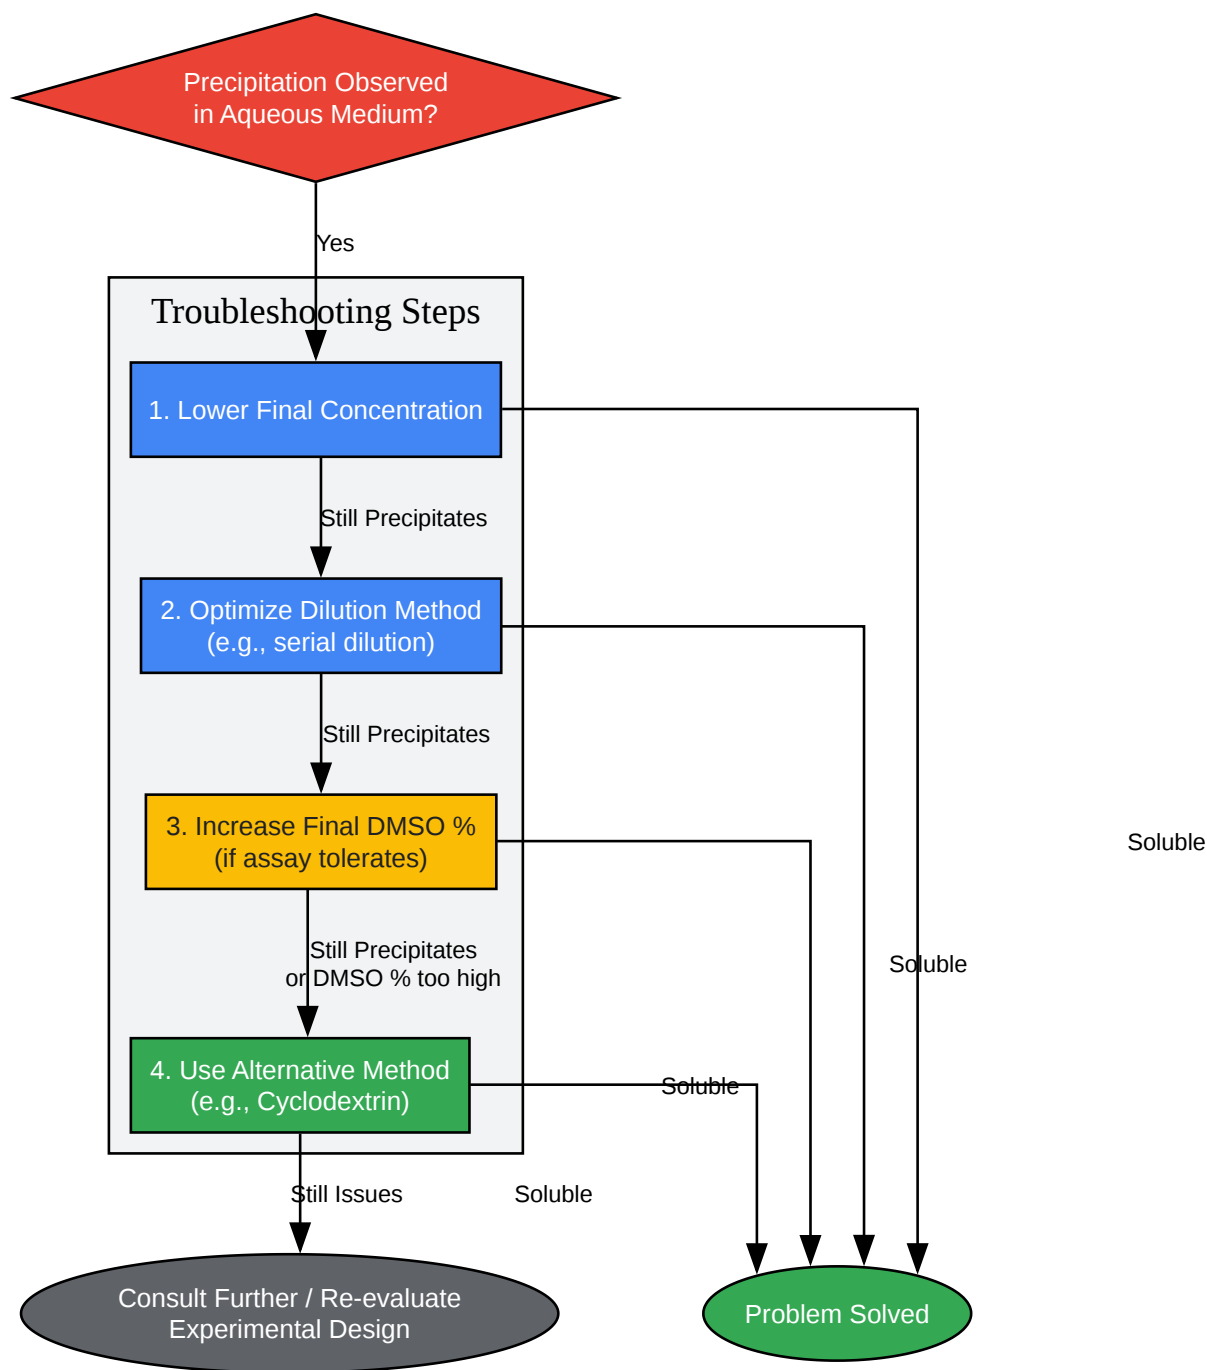 Precipitation Observed
in Aqueous Medium?
Yes
Troubleshooting Steps
1. Lower Final Concentration
Still Precipitates
2. Optimize Dilution Method
(e.g., serial dilution)
Still Precipitates
3. Increase Final DMSO %
(if assay tolerates)
Soluble
Still Precipitates
or DMSO % too high
Soluble
4. Use Alternative Method
(e.g., Cyclodextrin)
Soluble
Still Issues
Soluble
Consult Further / Re-evaluate
Experimental Design
Problem Solved